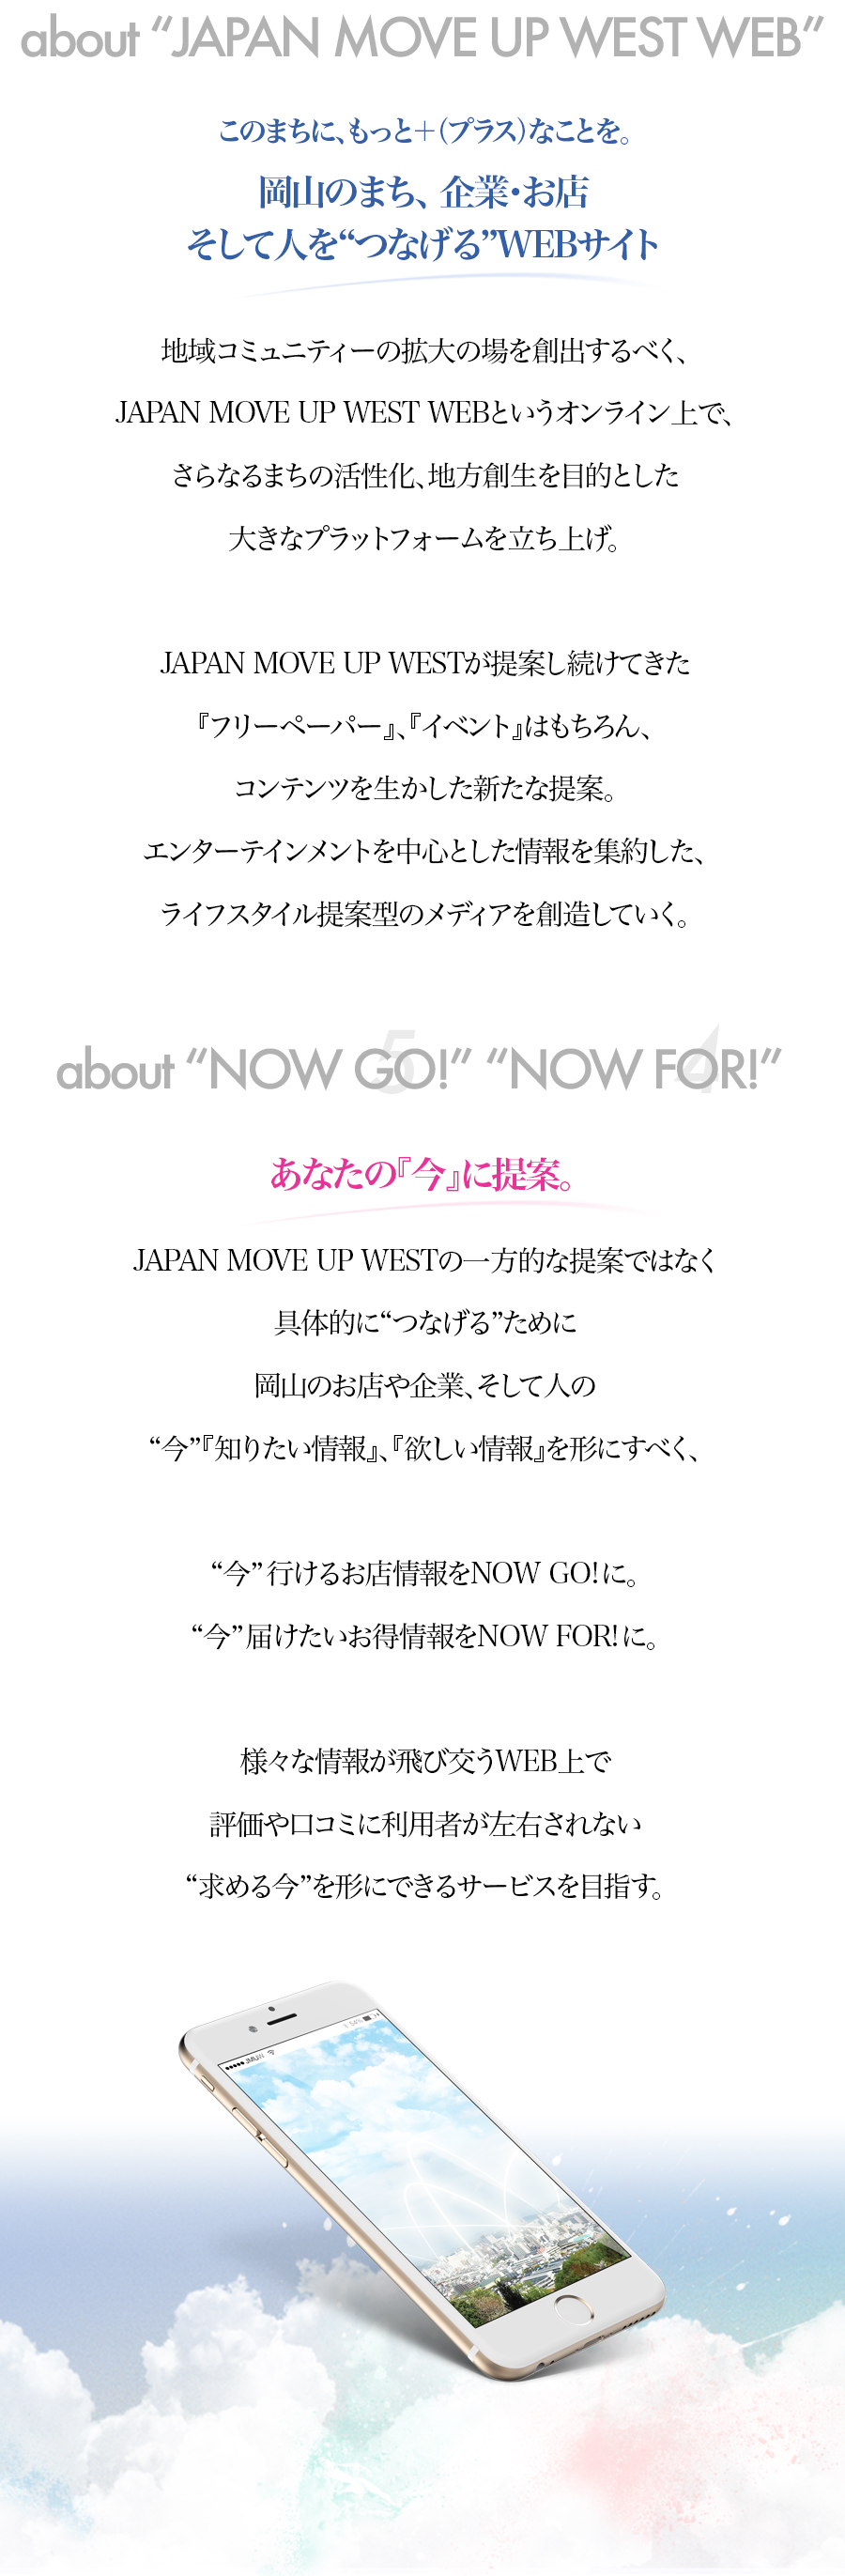 about “JAPAN MOVE UP WEST WEB”
このまちに、もっと＋（プラス）なことを。
岡山のまち、企業・お店
そして人を“つなげる”WEBサイト
地域コミュニティーの拡大の場を創出するべく、
JAPAN MOVE UP WEST WEBというオンライン上で、
さらなるまちの活性化、地方創生を目的とした
大きなプラットフォームを立ち上げ。
JAPAN MOVE UP WESTが提案し続けてきた
『フリーペーパー』、『イベント』はもちろん、
コンテンツを生かした新たな提案。
エンターテインメントを中心とした情報を集約した、
ライフスタイル提案型のメディアを創造していく。
5 4
about “NOW GO!” “NOW FOR!”
あなたの『今』に提案。
JAPAN MOVE UP WESTの一方的な提案ではなく
具体的に“つなげる”ために
岡山のお店や企業、そして人の
“今”『知りたい情報』、『欲しい情報』を形にすべく、
“今” 行けるお店情報をNOW GO!に。
“今” 届けたいお得情報をNOW FOR!に。
様々な情報が飛び交うWEB上で
評価や口コミに利用者が左右されない
“求める今”を形にできるサービスを目指す。
JMUW 54%